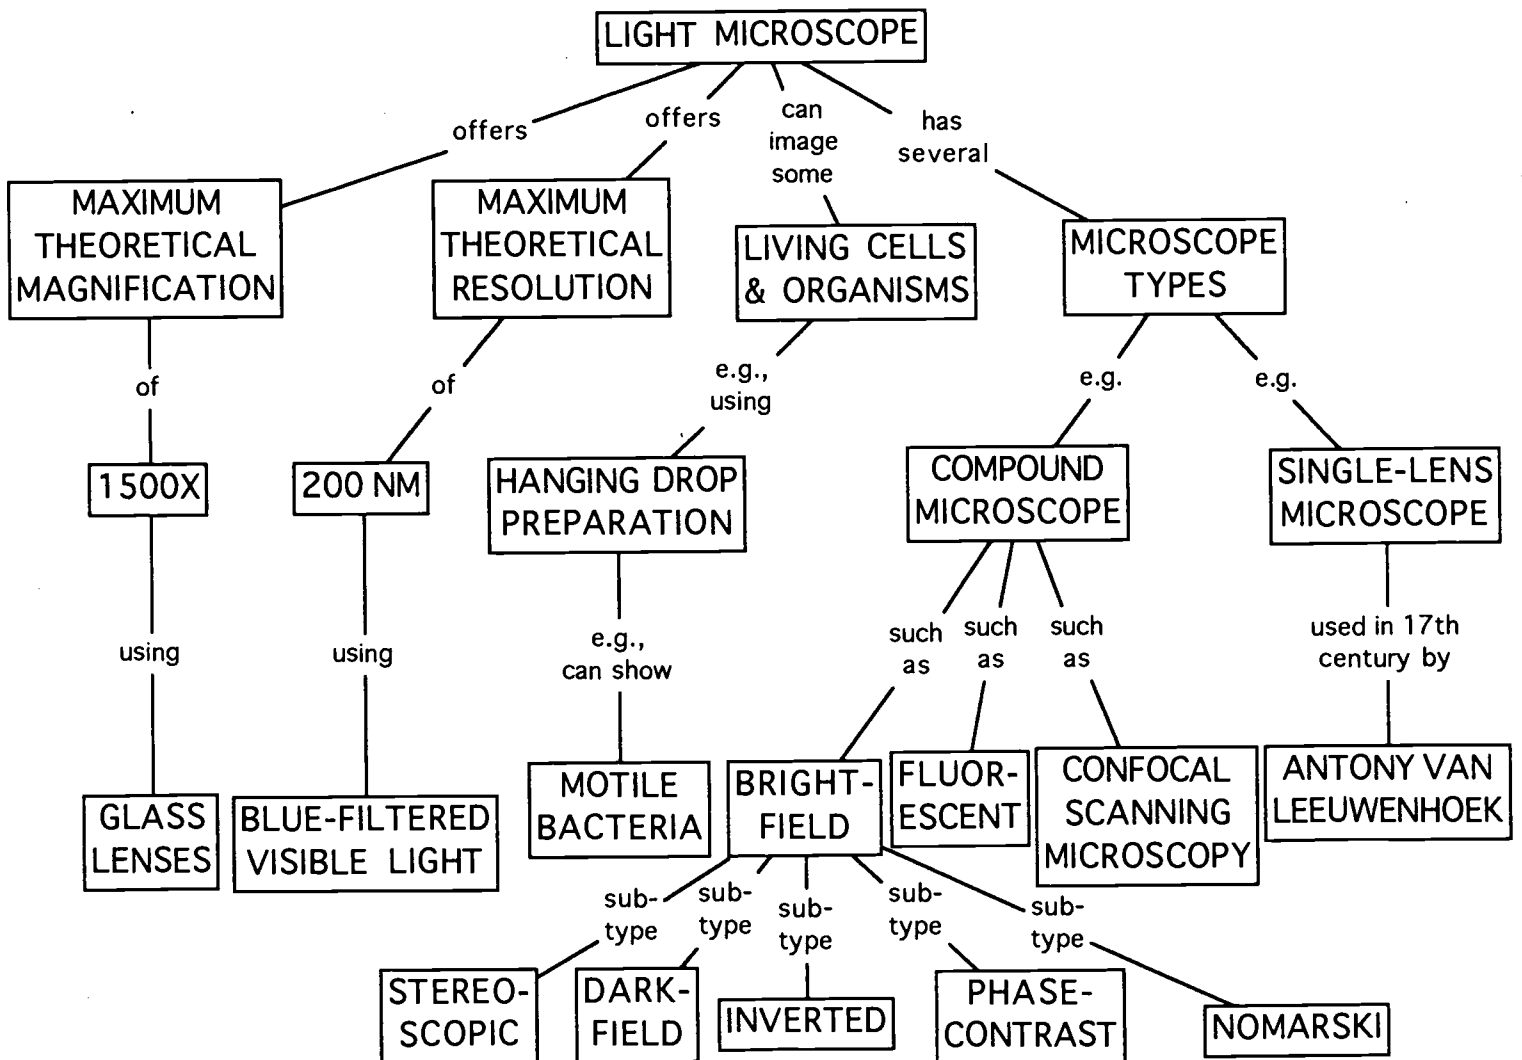 LIGHT MICROSCOPE
offers
offers
can
image
some
has
several
MAXIMUM
THEORETICAL
MAGNIFICATION
MAXIMUM
THEORETICAL
RESOLUTION
LIVING CELLS
& ORGANISMS
MICROSCOPE
TYPES
of
of
e.g.,
using
e.g.
e.g.
1500X
200 NM
HANGING DROP
PREPARATION
COMPOUND
MICROSCOPE
SINGLE-LENS
MICROSCOPE
using
using
e.g.,
can show
such
as
such
as
such
as
used in 17th
century by
GLASS
LENSES
BLUE-FILTERED
VISIBLE LIGHT
MOTILE
BACTERIA
BRIGHT-
FIELD
FLUOR-
ESCENT
CONFOCAL
SCANNING
MICROSCOPY
ANTONY VAN
LEEUWENHOEK
sub-
type
sub-
type
sub-
type
sub-
type
sub-
type
STEREO-
SCOPIC
DARK-
FIELD
INVERTED
PHASE-
CONTRAST
NOMARSKI